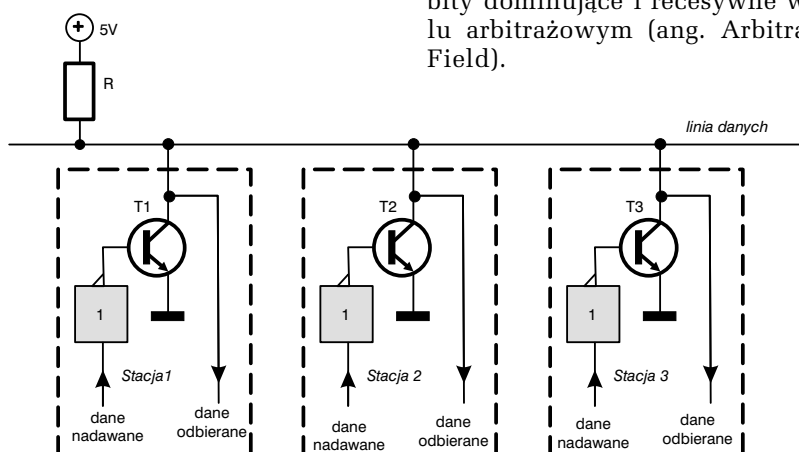 bity dominujące i recesywne w
lu arbitrażowym (ang. Arbitra
Field).
5V
R
linia danych
T1
T2
T3
1
1
1
Stacja1
Stacja 2
Stacja 3
dane
nadawane
dane
odbierane
dane
nadawane
dane
odbierane
dane
nadawane
dane
odbierane